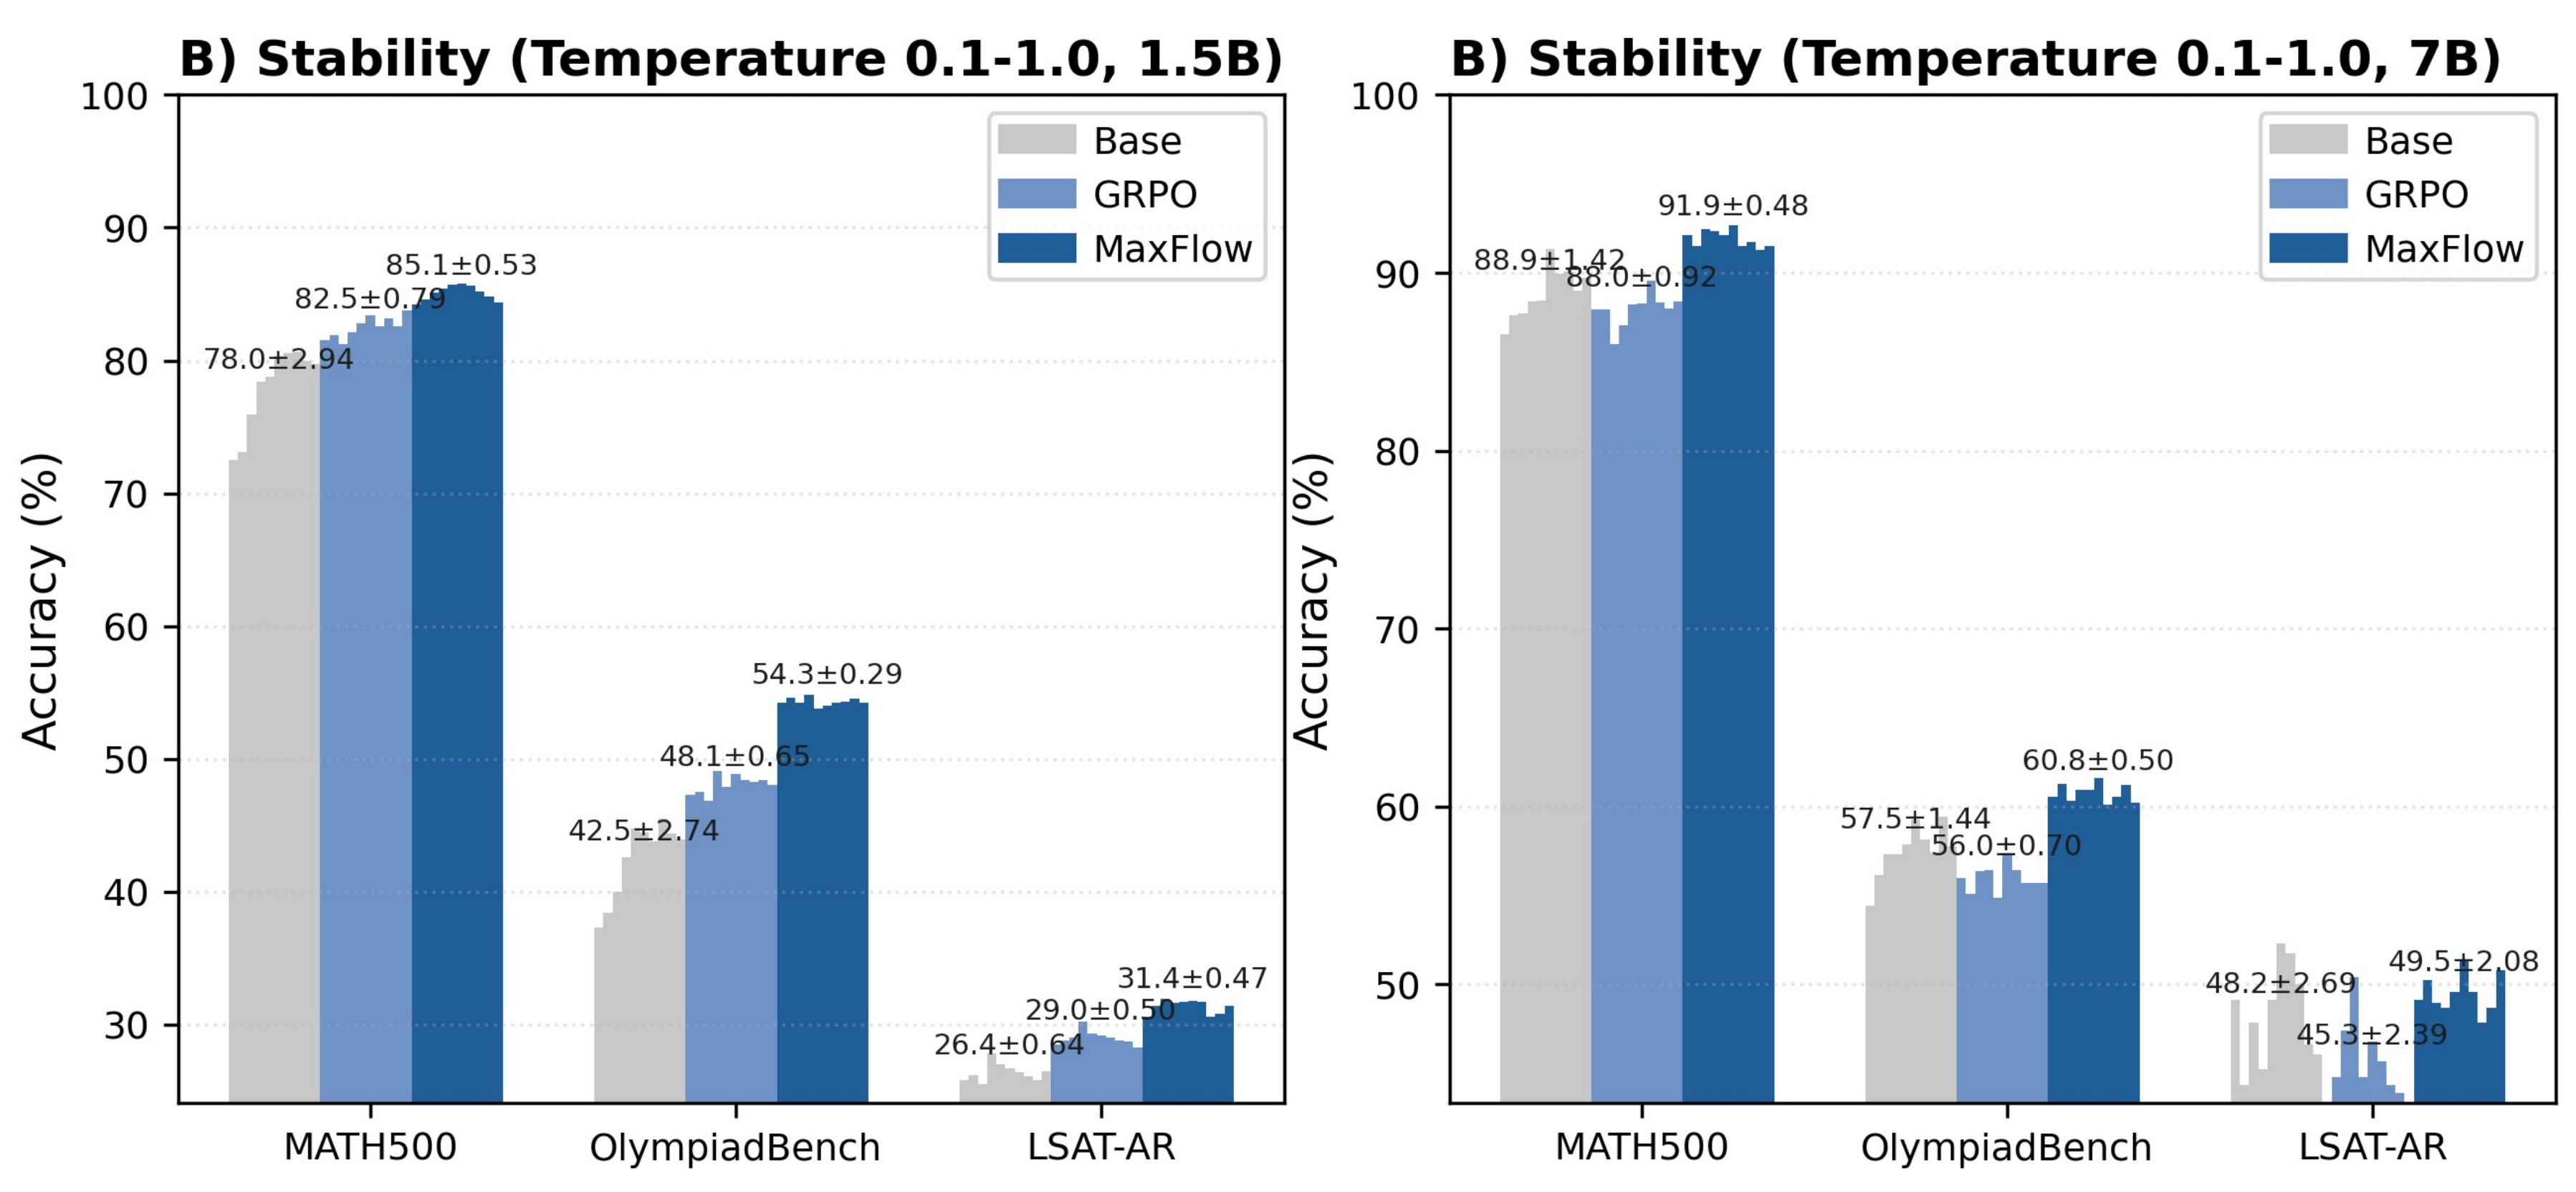 B) Stability (Temperature 0.1-1.0, 1.5B)
100
90
80
70
60
50
40
30
Accuracy (%)
Base
GRPO
MaxFlow
78.0±2.94
82.5±0.79
85.1±0.53
42.5±2.74
48.1±0.65
54.3±0.29
26.4±0.64
29.0±0.50
31.4±0.47
MATH500
OlympiadBench
LSAT-AR
B) Stability (Temperature 0.1-1.0, 7B)
100
90
80
70
60
50
Accuracy (%)
Base
GRPO
MaxFlow
88.9±1.42
88.0±0.92
91.9±0.48
57.5±1.44
56.0±0.70
60.8±0.50
48.2±2.69
45.3±2.39
49.5±2.08
MATH500
OlympiadBench
LSAT-AR